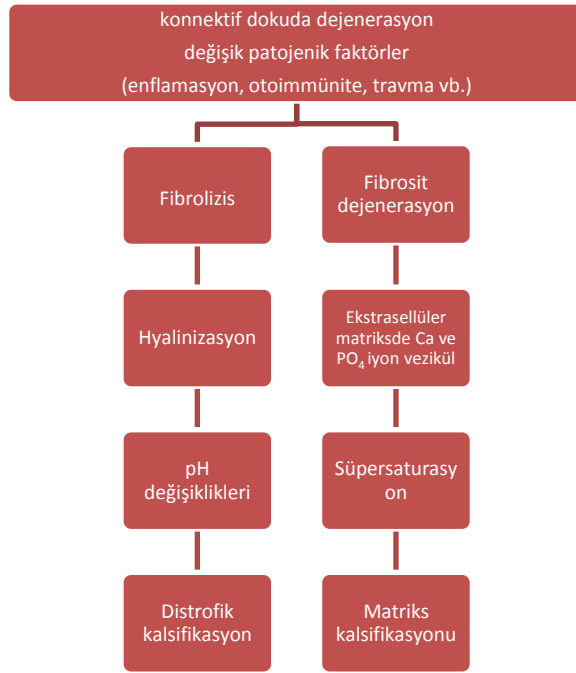 konnektif dokuda dejenerasyon
değişik patojenik faktörler
(enflamasyon, otoimmünite, travma vb.)
Fibrolizis
Hyalinizasyon
pH
değişiklikleri
Distrofik
kalsifikasyon
Fibrosit
dejenerasyon
Ekstrasellüler
matriksde Ca ve
PO₄ iyon vezikül
Süpersaturasy
on
Matriks
kalsifikasyonu